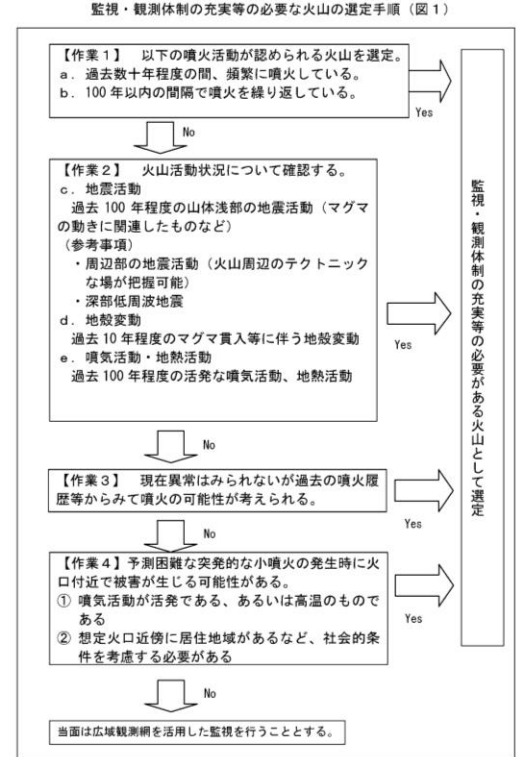 監視・観測体制の充実等の必要な火山の選定手順（図１）
【作業１】　以下の噴火活動が認められる火山を選定。
ａ．過去数十年程度の間、頻繁に噴火している。
ｂ．100年以内の間隔で噴火を繰り返している。
Yes
No
【作業２】　火山活動状況について確認する。
ｃ．地震活動
過去 100 年程度の山体浅部の地震活動（マグマ
の動きに関連したものなど）
（参考事項）
・周辺部の地震活動（火山周辺のテクトニック
な場が把握可能）
・深部低周波地震
ｄ．地殻変動
過去 10 年程度のマグマ貫入等に伴う地殻変動
ｅ．噴気活動・地熱活動
過去 100 年程度の活発な噴気活動、地熱活動
Yes
No
【作業３】　現在異常はみられないが過去の噴火履
歴等からみて噴火の可能性が考えられる。
Yes
No
【作業４】予測困難な突発的な小噴火の発生時に火
口付近で被害が生じる可能性がある。
①　噴気活動が活発である、あるいは高温のもので
ある
②　想定火口近傍に居住地域があるなど、社会的条
件を考慮する必要がある
Yes
No
当面は広域観測網を活用した監視を行うこととする。
監視・観測体制の充実等の必要がある火山として選定